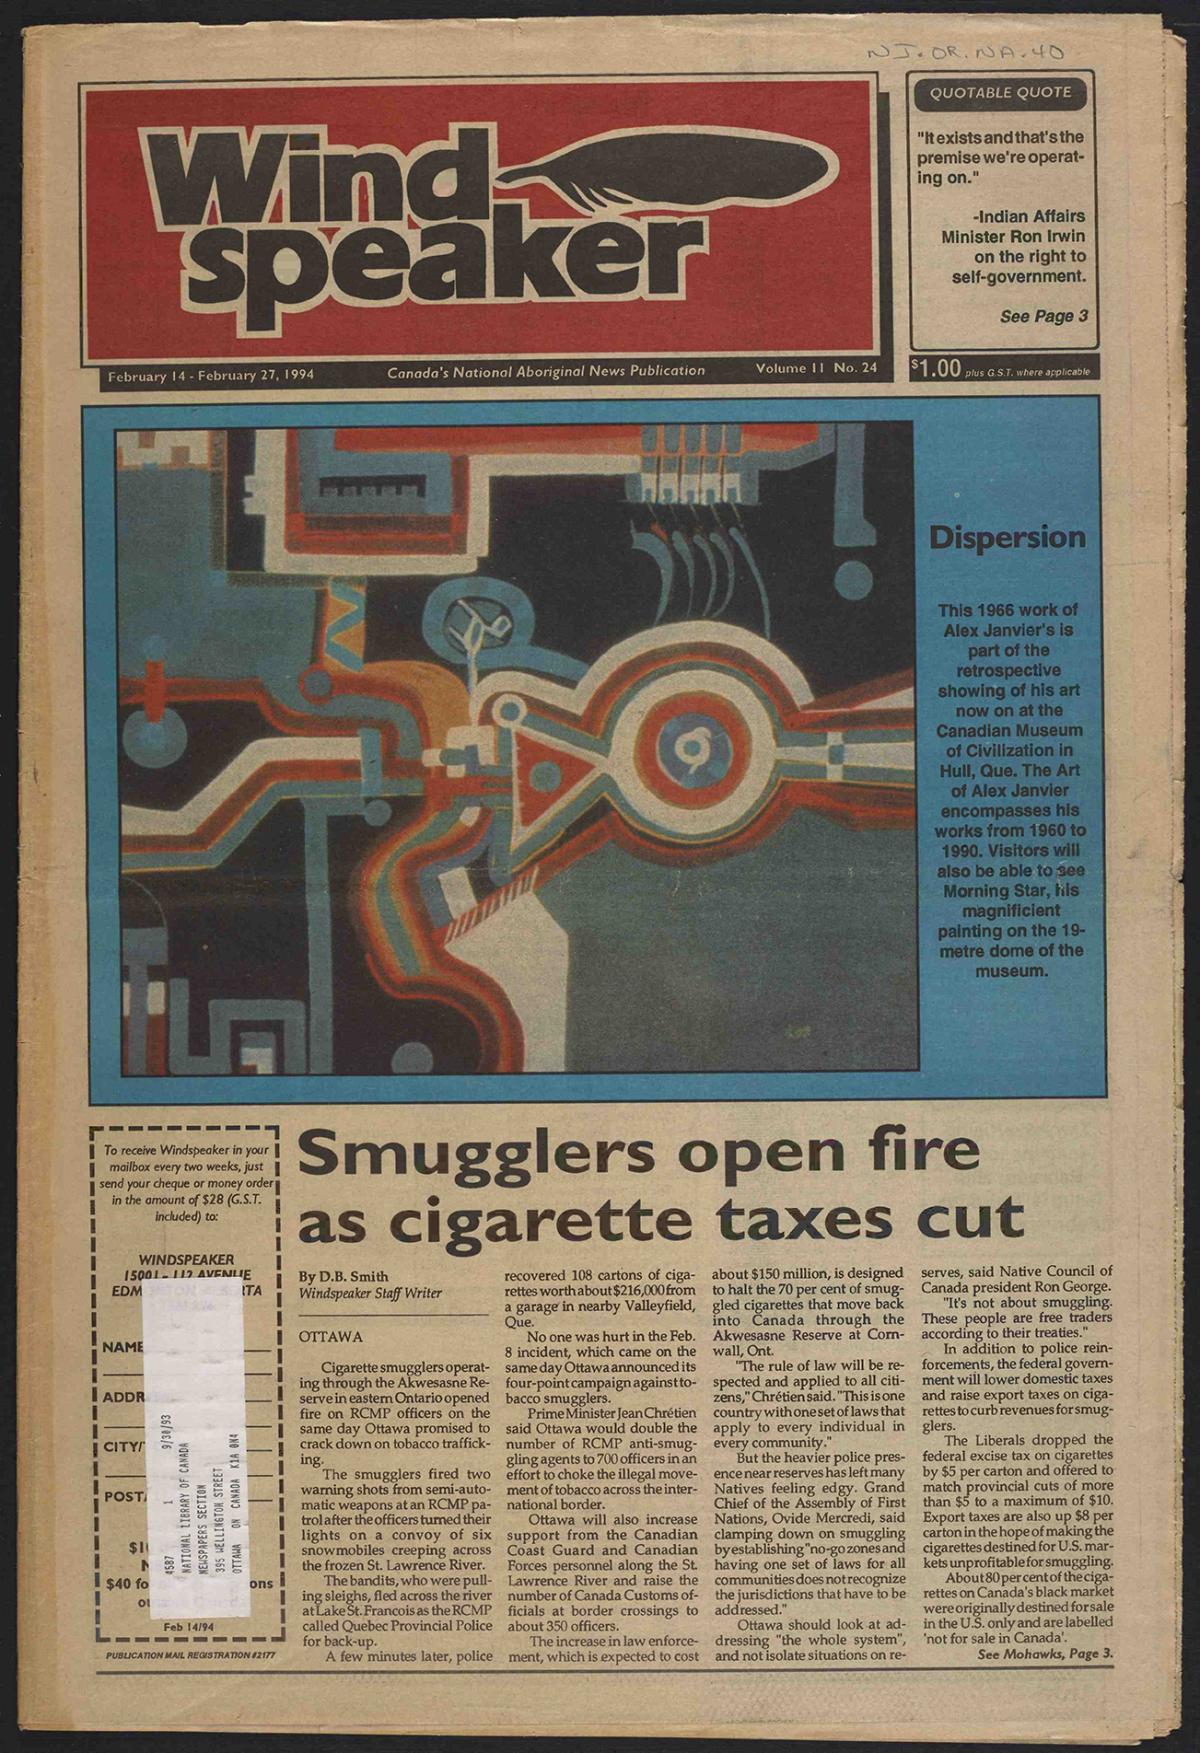 NJ.OR.NA.40
Wind
speaker
February 14 - February 27, 1994 Canada's National Aboriginal News Publication Volume 11 No. 24
QUOTABLE QUOTE
"It exists and that's the
premise we're operat-
ing on."
-Indian Affairs
Minister Ron Irwin
on the right to
self-government.
See Page 3
$1.00 plus G.S.T. where applicable
Dispersion
This 1966 work of
Alex Janvier's is
part of the
retrospective
showing of his art
now on at the
Canadian Museum
of Civilization in
Hull, Que. The Art
of Alex Janvier
encompasses his
works from 1960 to
1990. Visitors will
also be able to see
Morning Star, his
magnificient
painting on the 19-
metre dome of the
museum.
To receive Windspeaker in your
mailbox every two weeks, just
send your cheque or money order
in the amount of $28 (G.S.T.
included) to:
WINDSPEAKER
15001 - 112 AVENUE
EDM
NAME
ADDR
CITY/
POST
$40 fo
Feb 14/94
4587 1 9/30/93
NATIONAL LIBRARY OF CANADA
NEWSPAPERS SECTION
395 WELLINGTON STREET
OTTAWA ON CANADA K1A 0N4
PUBLICATION MAIL REGISTRATION #2177
Smugglers open fire
as cigarette taxes cut
By D.B. Smith
Windspeaker Staff Writer
OTTAWA
Cigarette smugglers operat-
ing through the Akwesasne Re-
serve in eastern Ontario opened
fire on RCMP officers on the
same day Ottawa promised to
crack down on tobacco traffick-
ing.
The smugglers fired two
warning shots from semi-auto-
matic weapons at an RCMP pa-
trol after the officers turned their
lights on a convoy of six
snowmobiles creeping across
the frozen St. Lawrence River.
The bandits, who were pull-
ing sleighs, fled across the river
at Lake St. Francois as the RCMP
called Quebec Provincial Police
for back-up.
A few minutes later, police
recovered 108 cartons of ciga-
rettes worth about $216,000 from
a garage in nearby Valleyfield,
Que.
No one was hurt in the Feb.
8 incident, which came on the
same day Ottawa announced its
four-point campaign against to-
bacco smugglers.
Prime Minister Jean Chrétien
said Ottawa would double the
number of RCMP anti-smug-
gling agents to 700 officers in an
effort to choke the illegal move-
ment of tobacco across the inter-
national border.
Ottawa will also increase
support from the Canadian
Coast Guard and Canadian
Forces personnel along the St.
Lawrence River and raise the
number of Canada Customs of-
ficials at border crossings to
about 350 officers.
The increase in law enforce-
ment, which is expected to cost
about $150 million, is designed
to halt the 70 per cent of smug-
gled cigarettes that move back
into Canada through the
Akwesasne Reserve at Corn-
wall, Ont.
"The rule of law will be re-
spected and applied to all citi-
zens," Chrétien said. "This is one
country with one set of laws that
apply to every individual in
every community."
But the heavier police pres-
ence near reserves has left many
Natives feeling edgy. Grand
Chief of the Assembly of First
Nations, Ovide Mercredi, said
clamping down on smuggling
by establishing "no-go zones and
having one set of laws for all
communities does not recognize
the jurisdictions that have to be
addressed."
Ottawa should look at ad-
dressing "the whole system",
and not isolate situations on re-
serves, said Native Council of
Canada president Ron George.
"It's not about smuggling.
These people are free traders
according to their treaties."
In addition to police rein-
forcements, the federal govern-
ment will lower domestic taxes
and raise export taxes on ciga-
rettes to curb revenues for smug-
glers.
The Liberals dropped the
federal excise tax on cigarettes
by $5 per carton and offered to
match provincial cuts of more
than $5 to a maximum of $10.
Export taxes are also up $8 per
carton in the hope of making the
cigarettes destined for U.S. mar-
kets unprofitable for smuggling.
About 80 per cent of the ciga-
rettes on Canada's black market
were originally destined for sale
in the U.S. only and are labelled
'not for sale in Canada'.
See Mohawks, Page 3.